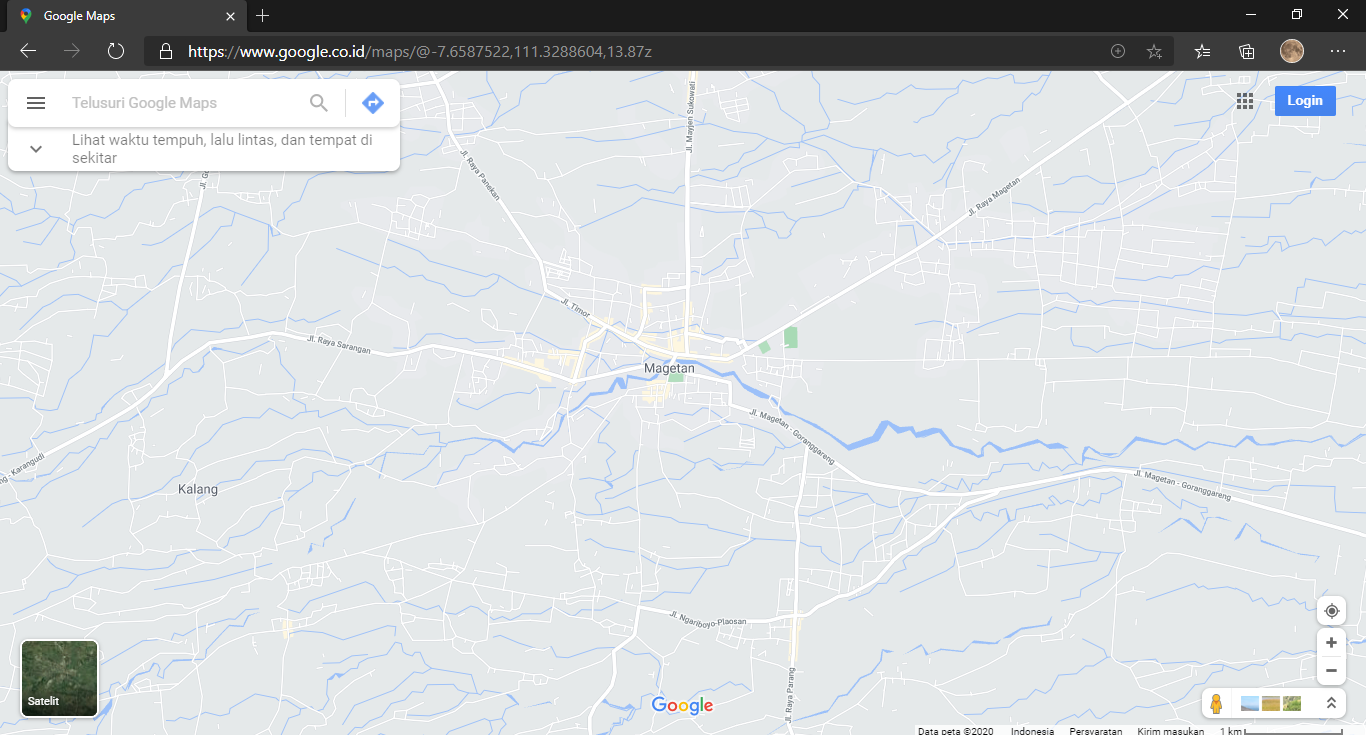 Google Maps
https://www.google.co.id/maps/@-7.6587522,111.3288604,13.87z
Telusuri Google Maps
Login
Lihat waktu tempuh, lalu lintas, dan tempat di
sekitar
Jl. Mayjen Sukowati
Jl. Raya Panekan
Jl. Raya Magetan
Jl. Timor
Jl. Raya Sarangan
Magetan
Jl. Magetan - Goranggareng
Karangudi
Kalang
Jl. Magetan - Goranggareng
Jl. Ngariboyo-Plaosan
Jl. Raya Parang
Satelit
Google
Data peta ©2020 Indonesia Persyaratan Kirim masukan 1 km